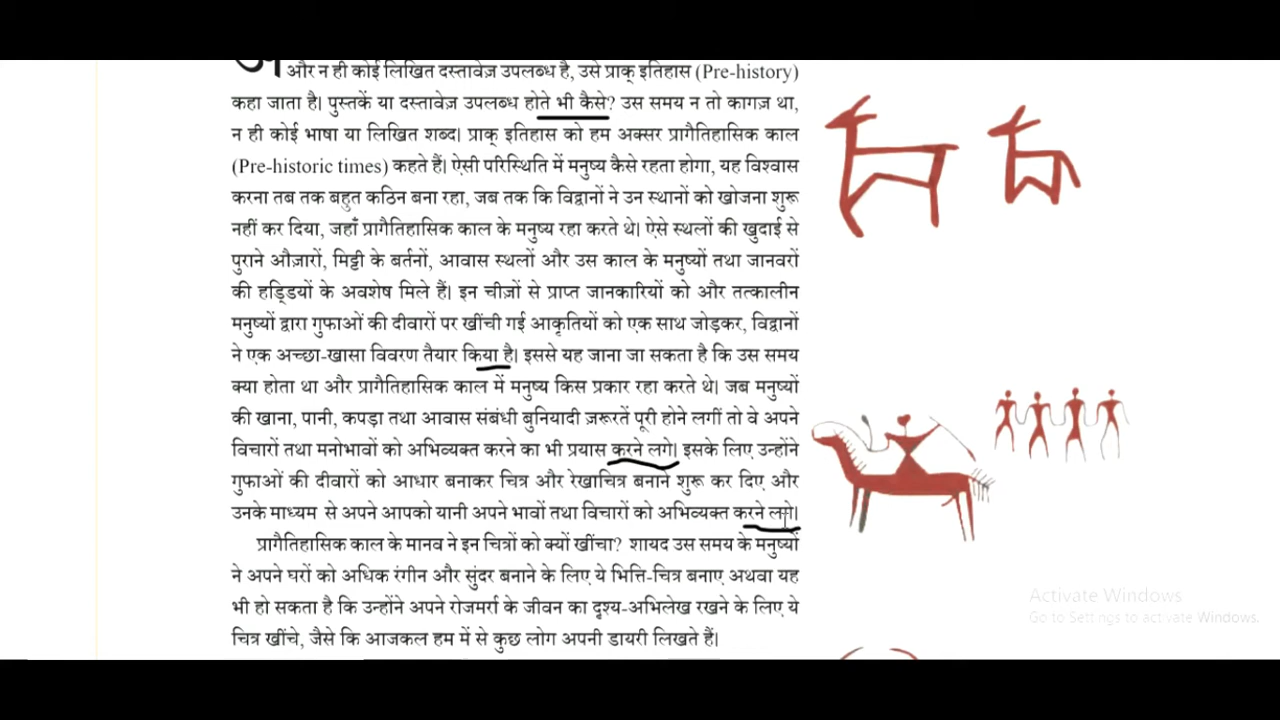 और न ही कोई लिखित दस्तावेज़ उपलब्ध है, उसे प्राक् इतिहास (Pre-history)
कहा जाता है। पुस्तकें या दस्तावेज़ उपलब्ध होते भी कैसे? उस समय न तो कागज़ था,
न ही कोई भाषा या लिखित शब्द। प्राक् इतिहास को हम अक्सर प्रागैतिहासिक काल
(Pre-historic times) कहते हैं। ऐसी परिस्थिति में मनुष्य कैसे रहता होगा, यह विश्वास
करना तब तक बहुत कठिन बना रहा, जब तक कि विद्वानों ने उन स्थानों को खोजना शुरू
नहीं कर दिया, जहाँ प्रागैतिहासिक काल के मनुष्य रहा करते थे। ऐसे स्थलों की खुदाई से
पुराने औज़ारों, मिट्टी के बर्तनों, आवास स्थलों और उस काल के मनुष्यों तथा जानवरों
की हड्डियों के अवशेष मिले हैं। इन चीज़ों से प्राप्त जानकारियों को और तत्कालीन
मनुष्यों द्वारा गुफाओं की दीवारों पर खींची गई आकृतियों को एक साथ जोड़कर, विद्वानों
ने एक अच्छा-खासा विवरण तैयार किया है। इससे यह जाना जा सकता है कि उस समय
क्या होता था और प्रागैतिहासिक काल में मनुष्य किस प्रकार रहा करते थे। जब मनुष्यों
की खाना, पानी, कपड़ा तथा आवास संबंधी बुनियादी ज़रूरतें पूरी होने लगीं तो वे अपने
विचारों तथा मनोभावों को अभिव्यक्त करने का भी प्रयास करने लगे। इसके लिए उन्होंने
गुफाओं की दीवारों को आधार बनाकर चित्र और रेखाचित्र बनाने शुरू कर दिए और
उनके माध्यम से अपने आपको यानी अपने भावों तथा विचारों को अभिव्यक्त करने लगे।
प्रागैतिहासिक काल के मानव ने इन चित्रों को क्यों खींचा? शायद उस समय के मनुष्यों
ने अपने घरों को अधिक रंगीन और सुंदर बनाने के लिए ये भित्ति-चित्र बनाए अथवा यह
भी हो सकता है कि उन्होंने अपने रोजमर्रा के जीवन का दृश्य-अभिलेख रखने के लिए ये
चित्र खींचे, जैसे कि आजकल हम में से कुछ लोग अपनी डायरी लिखते हैं।
Activate Windows
Go to Settings to activate Windows.